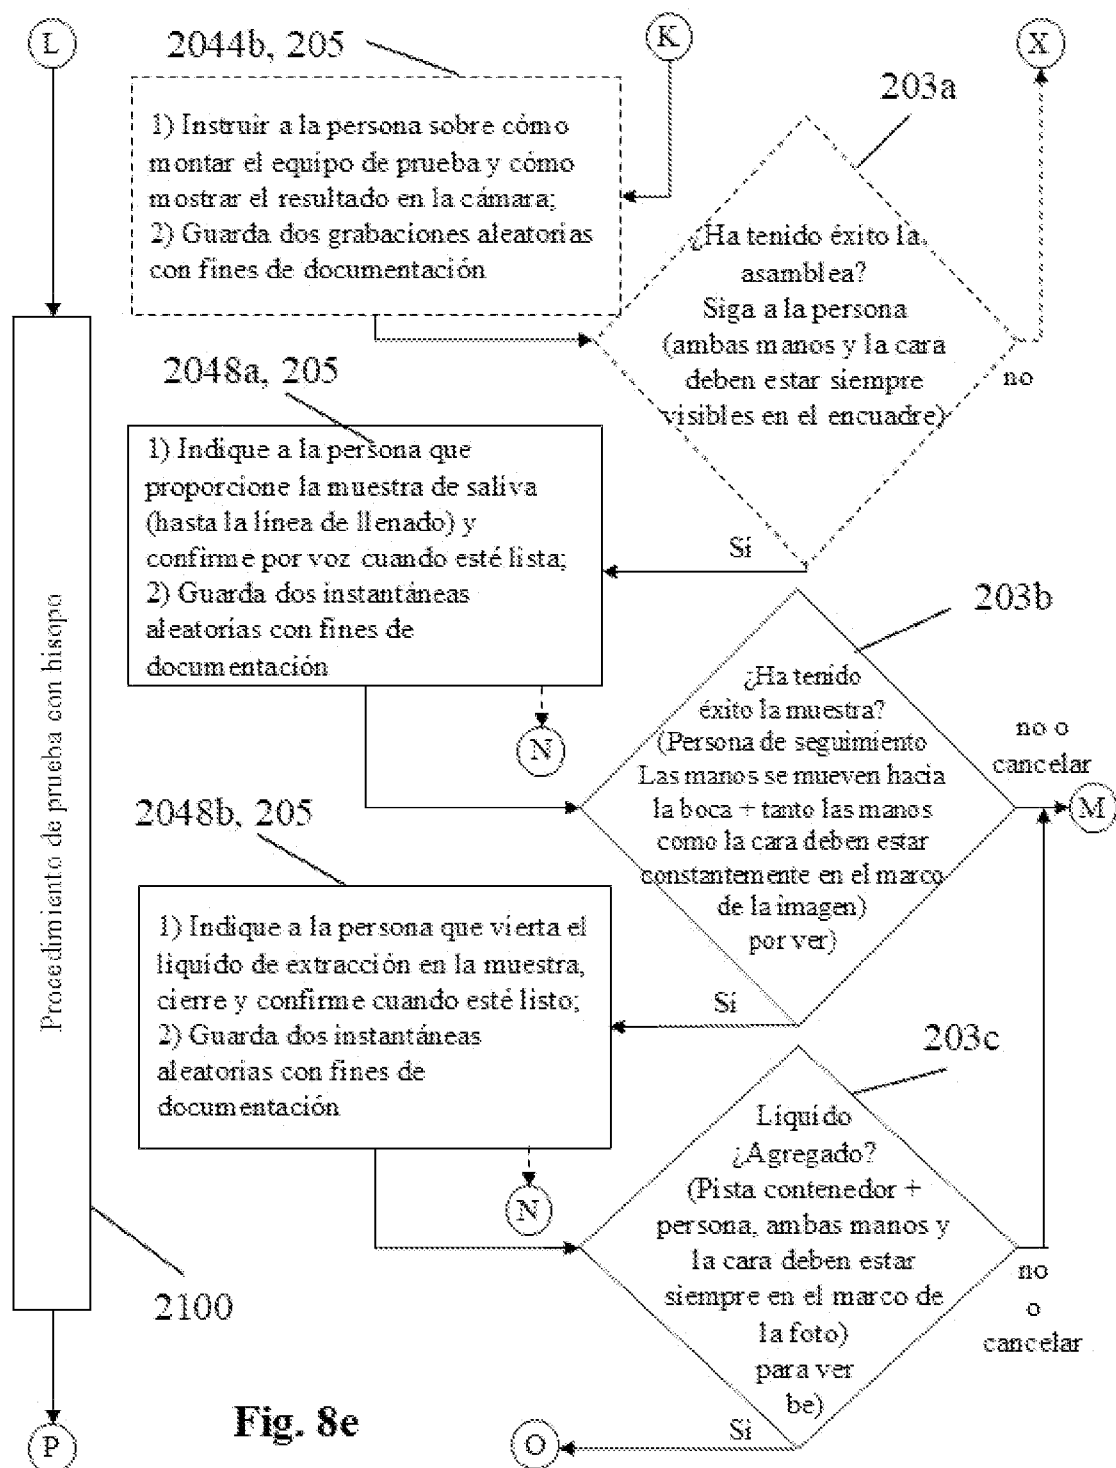 L
2044b, 205
K
X
203a
1) Instruir a la persona sobre cómo
montar el equipo de prueba y cómo
mostrar el resultado en la cámara;
2) Guarda dos grabaciones aleatorias
con fines de documentación
¿Ha tenido éxito la
asamblea?
Siga a la persona
(ambas manos y la cara
deben estar siempre
visibles en el encuadre)
no
Sí
2048a, 205
1) Indique a la persona que
proporcione la muestra de saliva
(hasta la línea de llenado) y
confirme por voz cuando esté lista;
2) Guarda dos instantáneas
aleatorias con fines de
documentación
N
203b
¿Ha tenido
éxito la muestra?
(Persona de seguimiento
Las manos se mueven hacia
la boca + tanto las manos
como la cara deben estar
constantemente en el marco
de la imagen)
por ver)
no o
cancelar
M
Sí
2048b, 205
1) Indique a la persona que vierta el
líquido de extracción en la muestra,
cierre y confirme cuando esté listo;
2) Guarda dos instantáneas
aleatorias con fines de
documentación
N
203c
Líquido
¿Agregado?
(Pista contenedor +
persona, ambas manos y
la cara deben estar
siempre en el marco de
la foto)
para ver
be)
no
o
cancelar
Si
O
Procedimiento de prueba con hisopo
2100
P
Fig. 8e